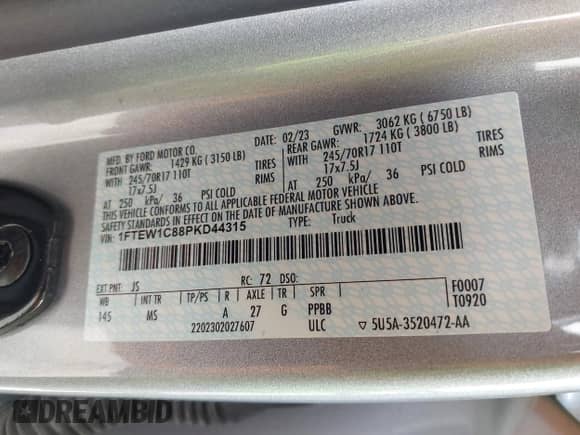 MFD. BY FORD MOTOR CO.
DATE: 02/23 GVWR: 3062 KG ( 6750 LB)
FRONT GAWR: 1429 KG ( 3150 LB)
REAR GAWR: 1724 KG ( 3800 LB)
WITH 245/70R17 110T TIRES
WITH 245/70R17 110T TIRES
17x7.5J RIMS
17x7.5J RIMS
AT 250 kPa/ 36 PSI COLD
AT 250 kPa/ 36 PSI COLD
THIS VEHICLE CONFORMS TO ALL APPLICABLE FEDERAL MOTOR VEHICLE
SAFETY STANDARDS IN EFFECT ON THE DATE OF MANUFACTURE SHOWN ABOVE.
VIN: 1FTEW1C88PKD44315 TYPE: Truck
EXT PNT: JS RC: 72 DSO: F0007
WB INT TR TP/PS R AXLE TR SPR T0920
145 MS A 27 G PPBB
2202302027607 ULC ▽ 5U5A-3520472-AA
DREAMBID